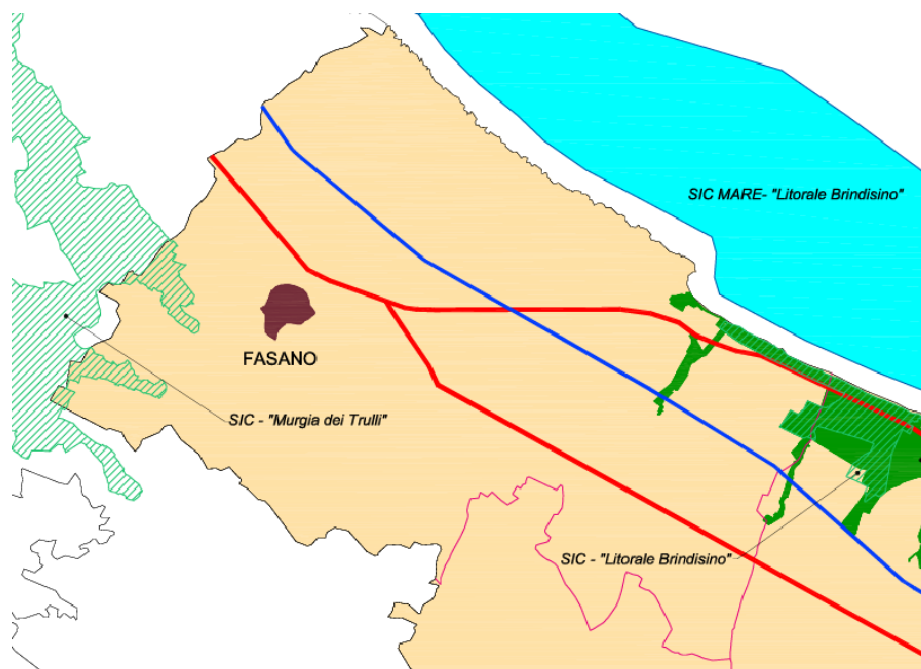 SIC MARE- "Litorale Brindisino"
FASANO
SIC - "Murgia dei Trulli"
SIC - "Litorale Brindisino"